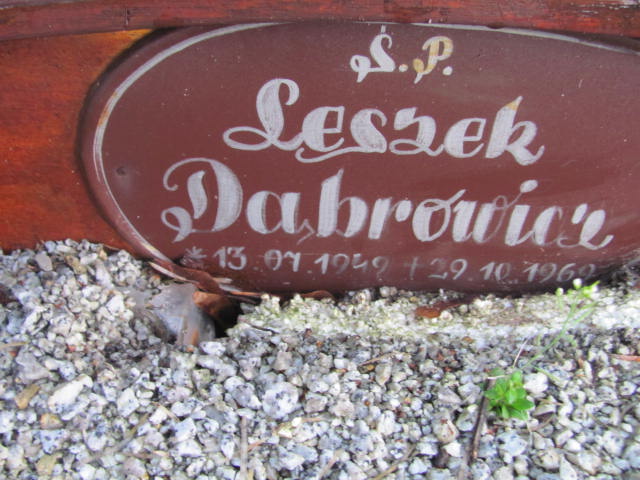 Ś.P.
Leszek
Dąbrowicz
*13 07.1949 +29.10.1969